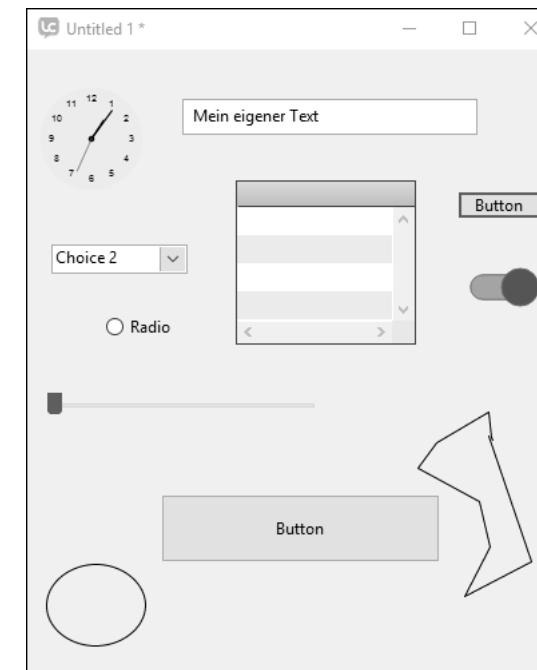 Untitled 1 *
12
11 1
10 2
9 3
8 4
7 5
6
Mein eigener Text
Button
Choice 2
Radio
Button